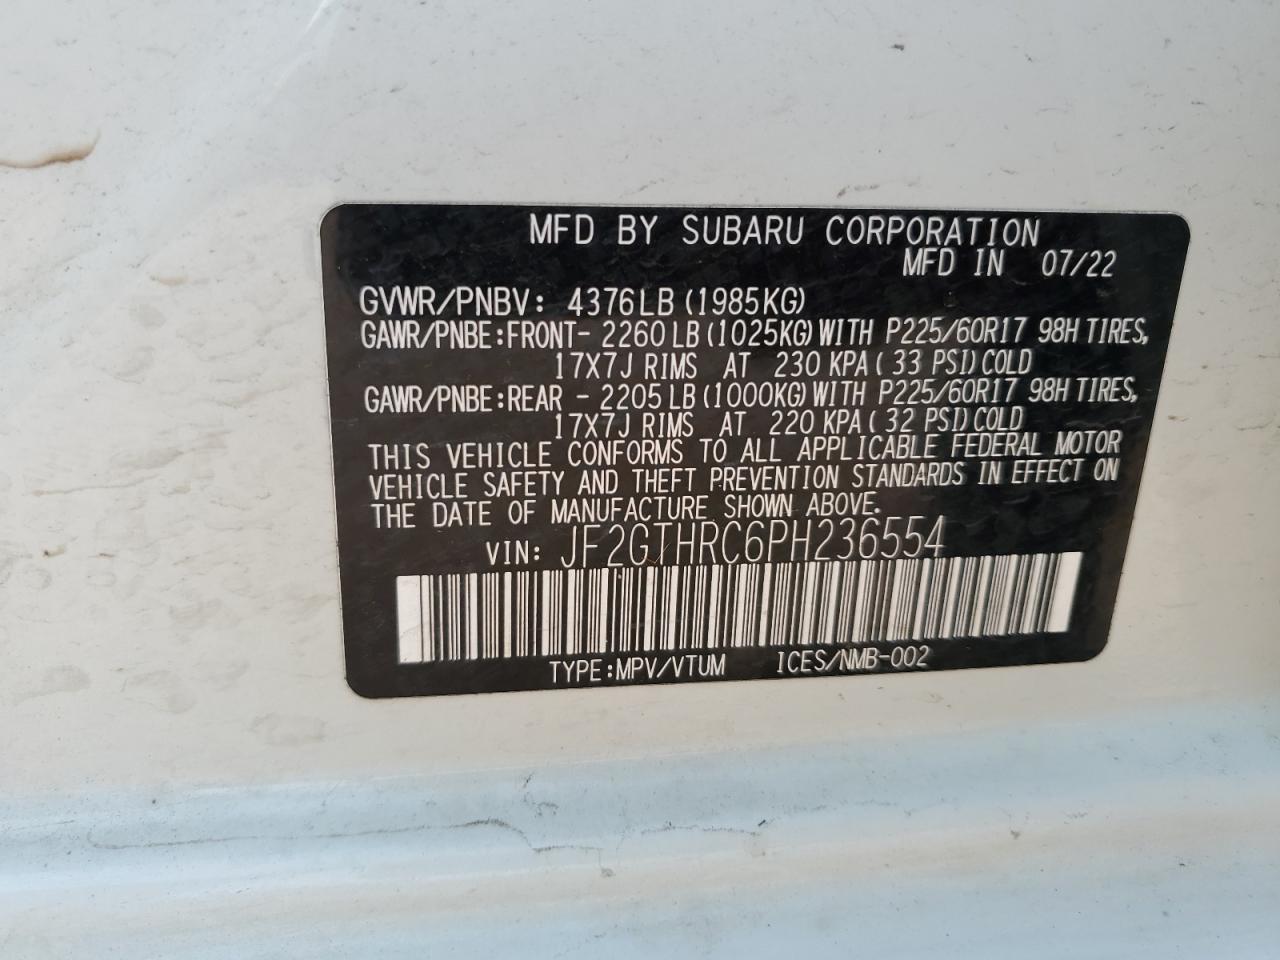 MFD BY SUBARU CORPORATION
MFD IN 07/22
GVWR/PNBV: 4376LB (1985KG)
GAWR/PNBE:FRONT- 2260 LB (1025KG) WITH P225/60R17 98H TIRES,
17X7J RIMS AT 230 KPA ( 33 PSI) COLD
GAWR/PNBE:REAR - 2205 LB (1000KG) WITH P225/60R17 98H TIRES,
17X7J RIMS AT 220 KPA ( 32 PSI) COLD
THIS VEHICLE CONFORMS TO ALL APPLICABLE FEDERAL MOTOR
VEHICLE SAFETY AND THEFT PREVENTION STANDARDS IN EFFECT ON
THE DATE OF MANUFACTURE SHOWN ABOVE.
VIN: JF2GTHRC6PH236554
TYPE:MPV/VTUM ICES/NMB-002